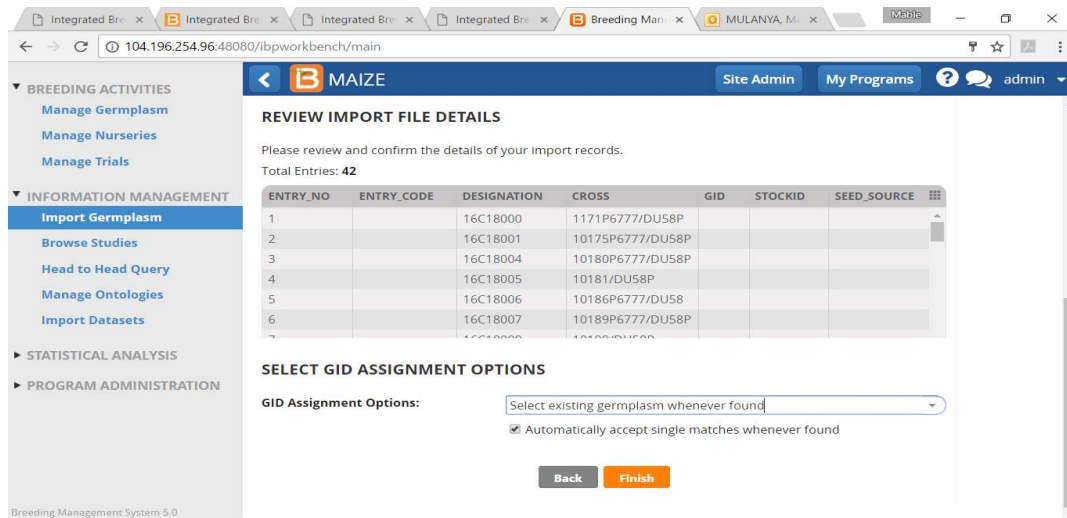 Integrated Bre × Integrated Bre × Integrated Bre × Integrated Bre × Breeding Man × MULANYA, M × Mable
104.196.254.96:48080/ibpworkbench/main
MAIZE Site Admin My Programs ? admin
BREEDING ACTIVITIES
Manage Germplasm
Manage Nurseries
Manage Trials
INFORMATION MANAGEMENT
Import Germplasm
Browse Studies
Head to Head Query
Manage Ontologies
Import Datasets
STATISTICAL ANALYSIS
PROGRAM ADMINISTRATION
Breeding Management System 5.0
REVIEW IMPORT FILE DETAILS
Please review and confirm the details of your import records.
Total Entries: 42
ENTRY_NO ENTRY_CODE DESIGNATION CROSS GID STOCKID SEED_SOURCE
1 16C18000 1171P6777/DU58P
2 16C18001 10175P6777/DU58P
3 16C18004 10180P6777/DU58P
4 16C18005 10181/DU58P
5 16C18006 10186P6777/DU58
6 16C18007 10189P6777/DU58P
SELECT GID ASSIGNMENT OPTIONS
GID Assignment Options: Select existing germplasm whenever found
Automatically accept single matches whenever found
Back Finish